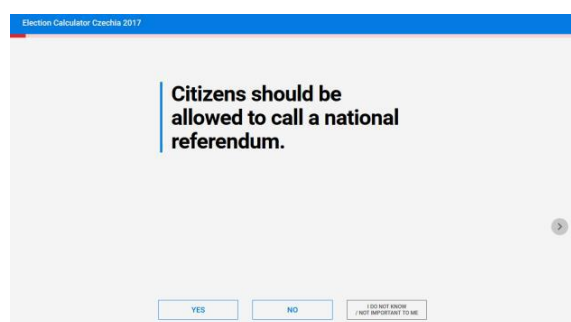 Election Calculator Czechia 2017
Citizens should be
allowed to call a national
referendum.
YES
NO
I DO NOT KNOW
/ NOT IMPORTANT TO ME